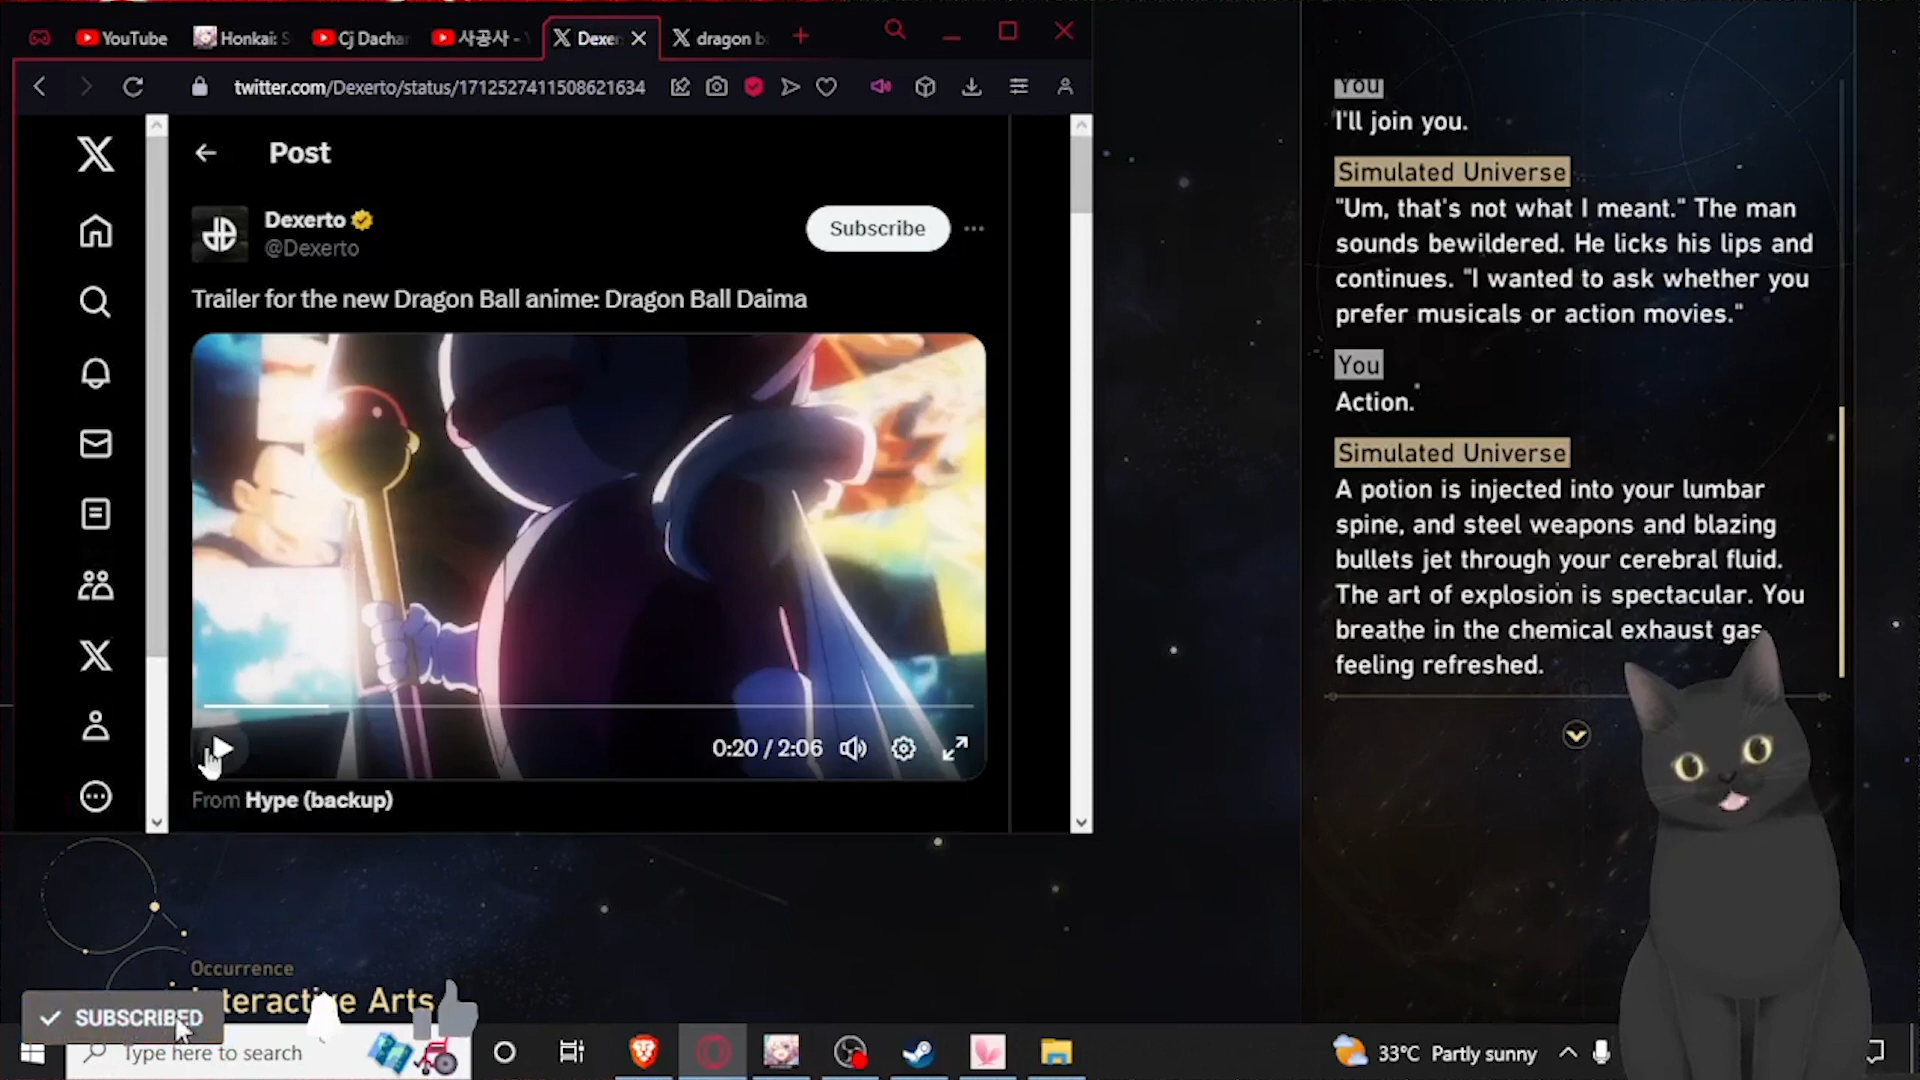 YouTube
Honkai: S
Cj Dachar
사공사 -
Dexer
dragon b
twitter.com/Dexerto/status/1712527411508621634
Post
Dexerto
@Dexerto
Subscribe
Trailer for the new Dragon Ball anime: Dragon Ball Daima
0:20 / 2:06
From Hype (backup)
You
I'll join you.
Simulated Universe
"Um, that's not what I meant." The man
sounds bewildered. He licks his lips and
continues. "I wanted to ask whether you
prefer musicals or action movies."
You
Action.
Simulated Universe
A potion is injected into your lumbar
spine, and steel weapons and blazing
bullets jet through your cerebral fluid.
The art of explosion is spectacular. You
breathe in the chemical exhaust gas,
feeling refreshed.
Occurrence
Interactive Arts
SUBSCRIBED
Type here to search
33°C Partly sunny